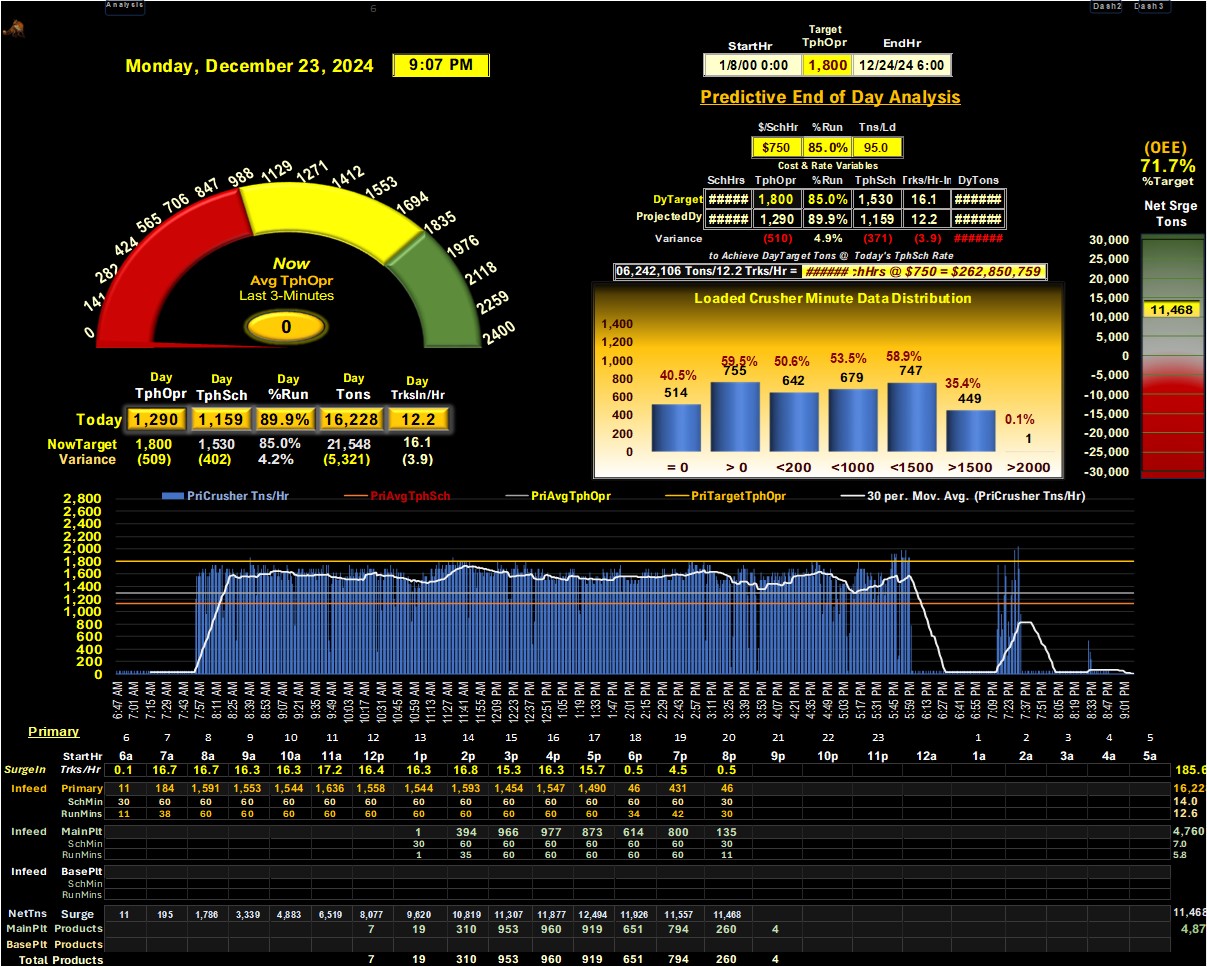 Analysis 6 Dash2 Dash3
Target
StartHr TphOpr EndHr
Monday, December 23, 2024 9:07 PM 1/8/00 0:00 1,800 12/24/24 6:00
Predictive End of Day Analysis
$/SchHr %Run Tns/Ld
$750 85.0% 95.0
Cost & Rate Variables
SchHrs TphOpr %Run TphSch Trks/Hr-In DyTons
DyTarget ##### 1,800 85.0% 1,530 16.1 ######
ProjectedDy ##### 1,290 89.9% 1,159 12.2 ######
Variance (510) 4.9% (371) (3.9) #######
to Achieve DayTarget Tons @ Today's TphSch Rate
06,242,106 Tons/12.2 Trks/Hr = ###### :hHrs @ $750 = $262,850,759
(OEE)
71.7%
%Target
Net Srge
Tons
30,000
25,000
20,000
15,000
11,468
10,000
5,000
0
-5,000
-10,000
-15,000
-20,000
-25,000
-30,000
0 141 282 424 565 706 847 988 1129 1271 1412 1553 1694 1835 1976 2118 2259 2400
Now
Avg TphOpr
Last 3-Minutes
0
Day Day Day Day Day
TphOpr TphSch %Run Tons TrksIn/Hr
Today 1,290 1,159 89.9% 16,228 12.2
NowTarget 1,800 1,530 85.0% 21,548 16.1
Variance (509) (402) 4.2% (5,321) (3.9)
Loaded Crusher Minute Data Distribution
1,400
1,200
1,000
800
600
400
200
0
40.5% 59.5% 50.6% 53.5% 58.9% 35.4% 0.1%
514 755 642 679 747 449 1
= 0 > 0 <200 <1000 <1500 >1500 >2000
PriCrusher Tns/Hr PriAvgTphSch PriAvgTphOpr PriTargetTphOpr 30 per. Mov. Avg. (PriCrusher Tns/Hr)
2,800
2,600
2,400
2,200
2,000
1,800
1,600
1,400
1,200
1,000
800
600
400
200
0
6:47 AM 7:01 AM 7:15 AM 7:29 AM 7:43 AM 7:57 AM 8:11 AM 8:25 AM 8:39 AM 8:53 AM 9:07 AM 9:21 AM 9:35 AM 9:49 AM 10:03 AM 10:17 AM 10:31 AM 10:45 AM 10:59 AM 11:13 AM 11:27 AM 11:41 AM 11:55 AM 12:09 PM 12:23 PM 12:37 PM 12:51 PM 1:05 PM 1:19 PM 1:33 PM 1:47 PM 2:01 PM 2:15 PM 2:29 PM 2:43 PM 2:57 PM 3:11 PM 3:25 PM 3:39 PM 3:53 PM 4:07 PM 4:21 PM 4:35 PM 4:49 PM 5:03 PM 5:17 PM 5:31 PM 5:45 PM 5:59 PM 6:13 PM 6:27 PM 6:41 PM 6:55 PM 7:09 PM 7:23 PM 7:37 PM 7:51 PM 8:05 PM 8:19 PM 8:33 PM 8:47 PM 9:01 PM
Primary 6 7 8 9 10 11 12 13 14 15 16 17 18 19 20 21 22 23 1 2 3 4 5
StartHr 6a 7a 8a 9a 10a 11a 12p 1p 2p 3p 4p 5p 6p 7p 8p 9p 10p 11p 12a 1a 2a 3a 4a 5a
SurgeIn Trks/Hr 0.1 16.7 16.7 16.3 16.3 17.2 16.4 16.3 16.8 15.3 16.3 15.7 0.5 4.5 0.5 185.6
Infeed Primary 11 184 1,591 1,553 1,544 1,636 1,558 1,544 1,593 1,454 1,547 1,490 46 431 46 16,228
SchMin 30 60 60 60 60 60 60 60 60 60 60 60 60 60 30 14.0
RunMins 11 38 60 60 60 60 60 60 60 60 60 60 34 42 30 12.6
Infeed MainPlt 1 394 966 977 873 614 800 135 4,760
SchMin 30 60 60 60 60 60 60 30 7.0
RunMins 1 35 60 60 60 60 60 11 5.8
Infeed BasePlt
SchMin
RunMins
NetTns Surge 11 195 1,786 3,339 4,883 6,519 8,077 9,620 10,819 11,307 11,877 12,494 11,926 11,557 11,468 11,468
MainPlt Products 7 19 310 953 960 919 651 794 260 4 4,87
BasePlt Products
Total Products 7 19 310 953 960 919 651 794 260 4